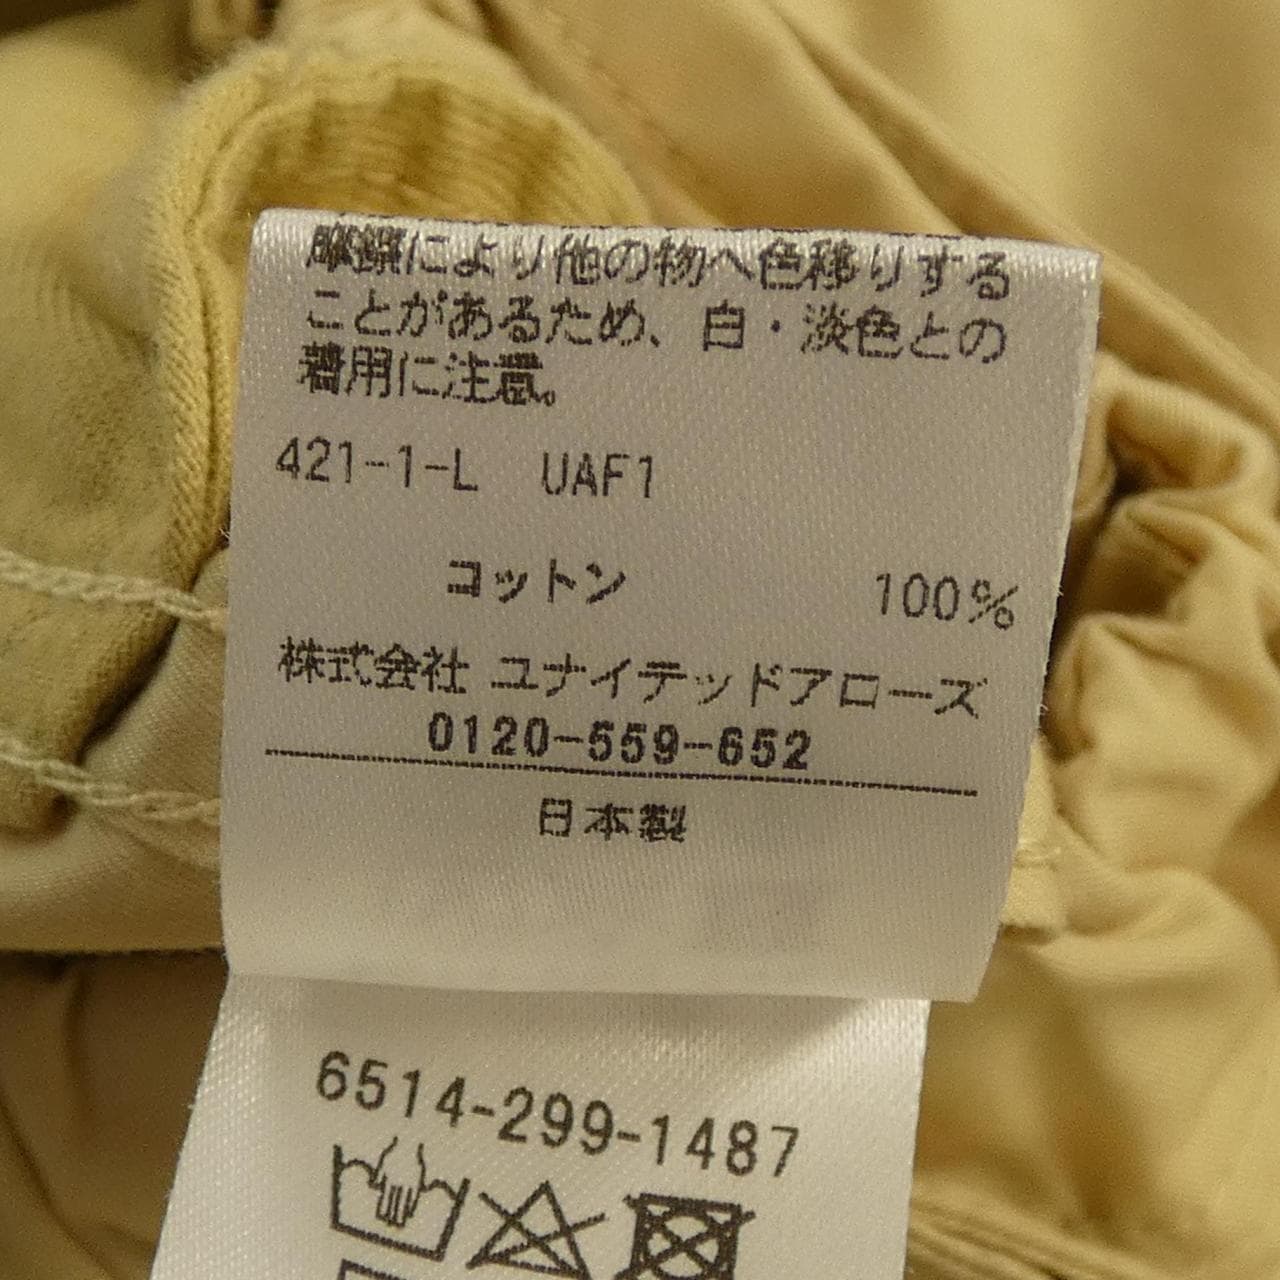 摩擦により他の物へ色移りする
ことがあるため、白・淡色との
着用に注意。
421-1-L UAF1
コットン 100%
株式会社 ユナイテッドアローズ
0120-559-652
日本製
6514-299-1487